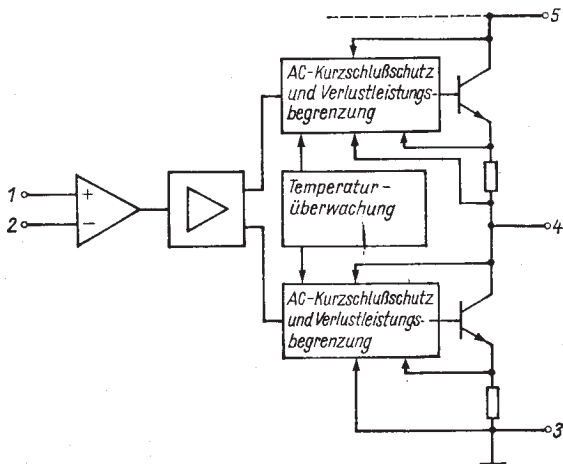 5
AC-Kurzschlußschutz
und Verlustleistungs-
begrenzung
1
+
Temperatur-
überwachung
2
−
4
AC-Kurzschlußschutz
und Verlustleistungs-
begrenzung
3